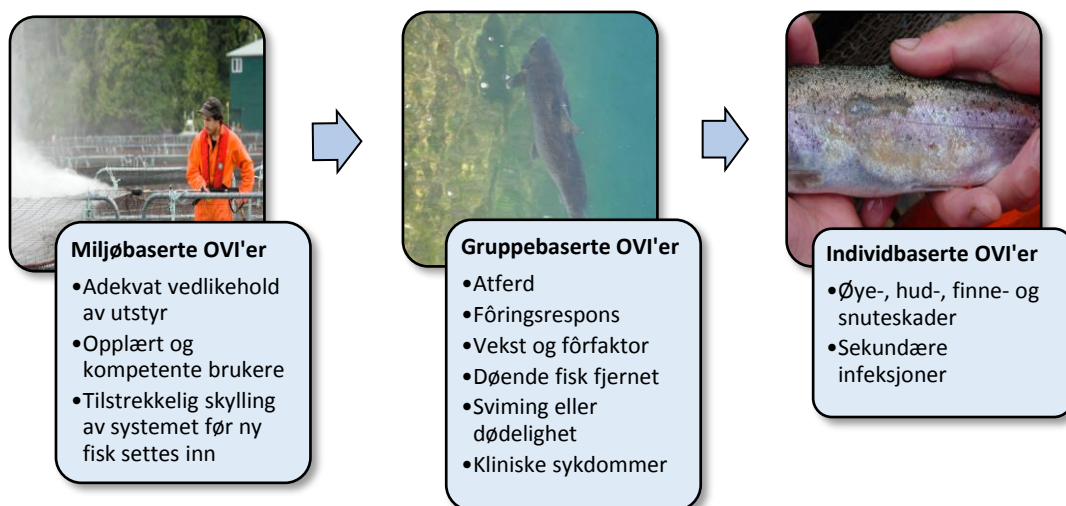 Miljøbaserte OVI'er
•Adekvat vedlikehold
av utstyr
•Opplært og
kompetente brukere
•Tilstrekkelig skylling
av systemet før ny
fisk settes inn
Gruppebaserte OVI'er
•Atferd
•Fôringsrespons
•Vekst og fôrfaktor
•Døende fisk fjernet
•Sviming eller
dødelighet
•Kliniske sykdommer
Individbaserte OVI'er
•Øye-, hud-, finne- og
snuteskader
•Sekundære
infeksjoner